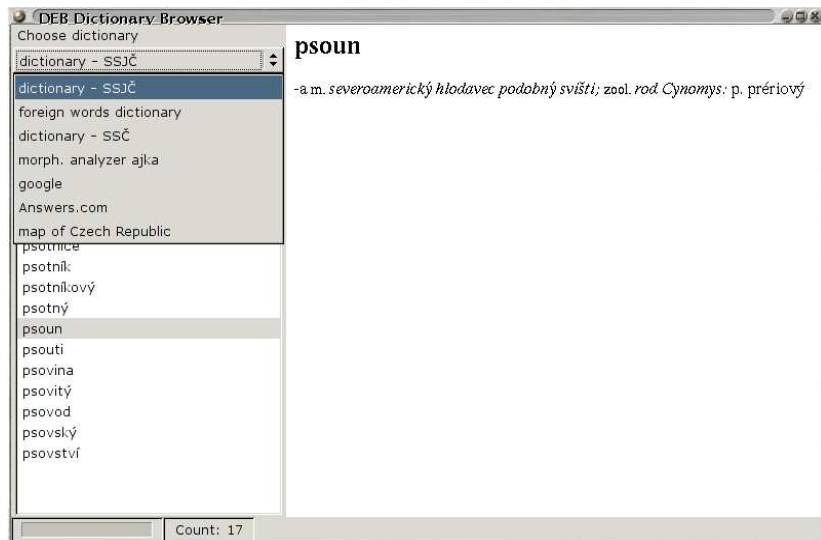 DEB Dictionary Browser
Choose dictionary
dictionary - SSJČ
dictionary - SSJČ
foreign words dictionary
dictionary - SSČ
morph. analyzer ajka
google
Answers.com
map of Czech Republic
psotnice
psotník
psotníkový
psotný
psoun
psouti
psovina
psovitý
psovod
psovský
psovství
Count: 17
psoun
-a m. severoamerický hlodavec podobný svišti; zool. rod Cynomys: p. prériový